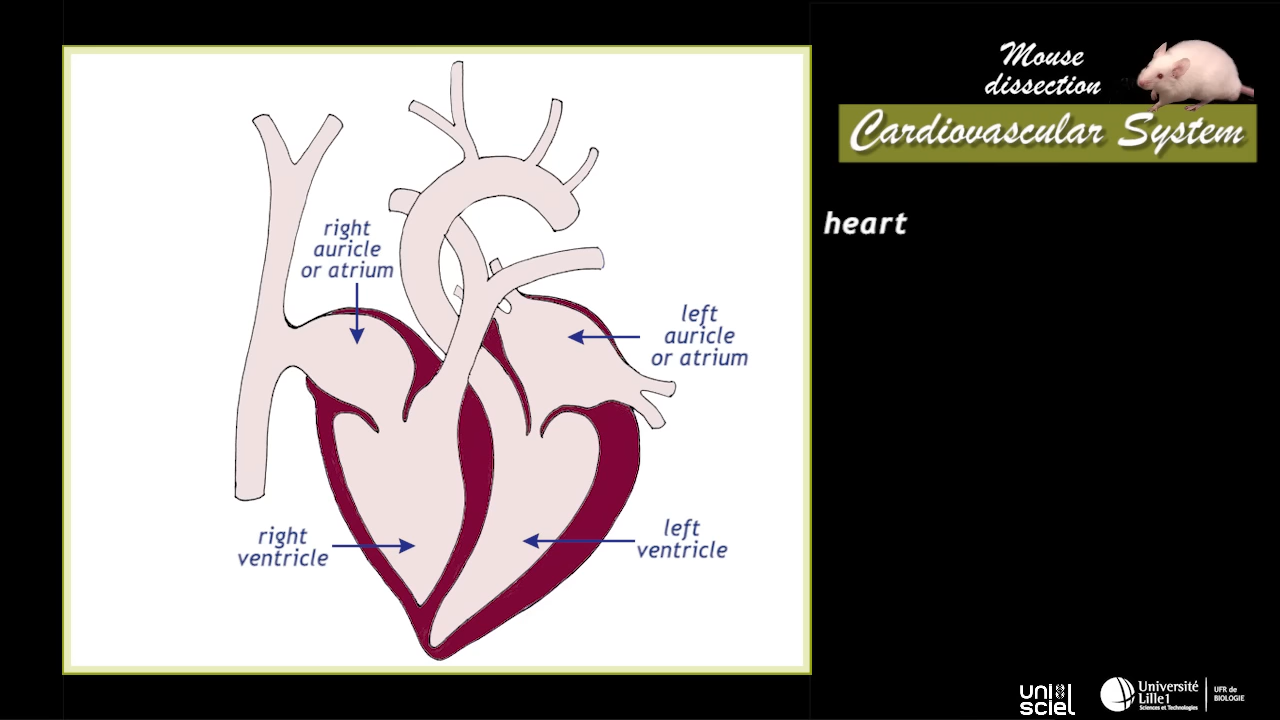 Mouse
dissection
Cardiovascular System
heart
right
auricle
or atrium
left
auricle
or atrium
right
ventricle
left
ventricle
uni
sciel
Université
Lille1
Sciences et Technologies
UFR de
BIOLOGIE